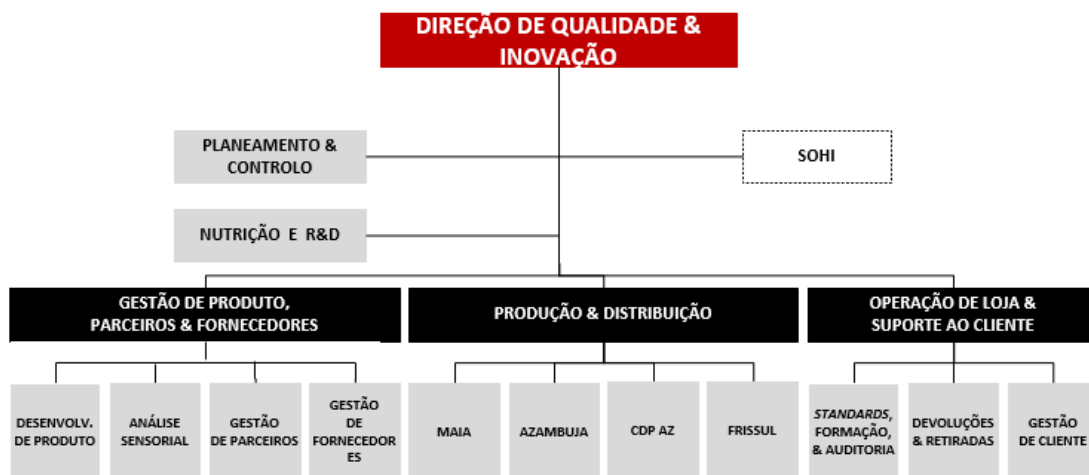 DIREÇÃO DE QUALIDADE &
INOVAÇÃO
PLANEAMENTO &
CONTROLO
SOHI
NUTRIÇÃO E R&D
GESTÃO DE PRODUTO,
PARCEIROS & FORNECEDORES
PRODUÇÃO & DISTRIBUIÇÃO
OPERAÇÃO DE LOJA &
SUPORTE AO CLIENTE
DESENVOLV.
DE PRODUTO
ANÁLISE
SENSORIAL
GESTÃO
DE PARCEIROS
GESTÃO
DE
FORNECEDOR
ES
MAIA
AZAMBUJA
CDP AZ
FRISSUL
STANDARDS,
FORMAÇÃO,
& AUDITORIA
DEVOLUÇÕES
& RETIRADAS
GESTÃO
DE CLIENTE